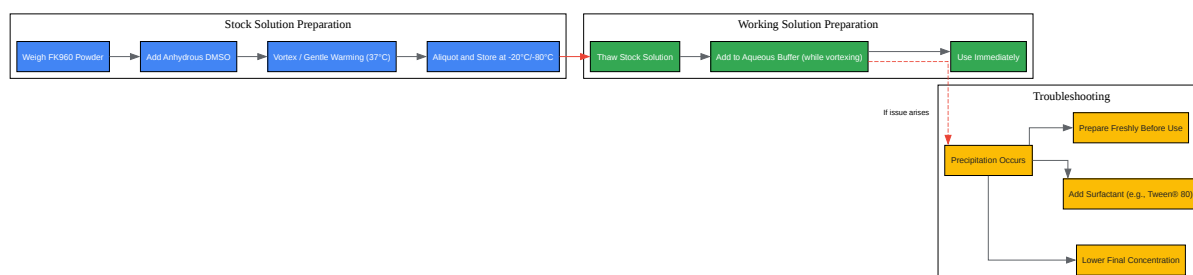 Stock Solution Preparation
Weigh FK960 Powder
Add Anhydrous DMSO
Vortex / Gentle Warming (37°C)
Aliquot and Store at -20°C/-80°C
Working Solution Preparation
Thaw Stock Solution
Add to Aqueous Buffer (while vortexing)
Use Immediately
If issue arises
Troubleshooting
Precipitation Occurs
Prepare Freshly Before Use
Add Surfactant (e.g., Tween® 80)
Lower Final Concentration